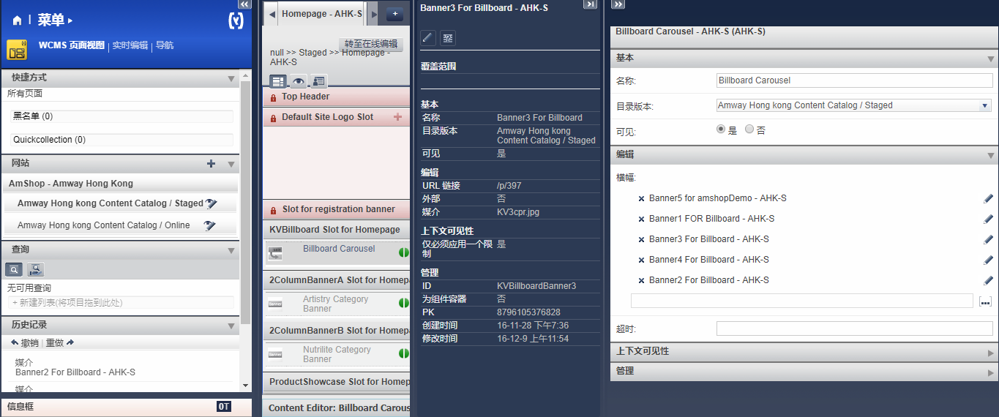 菜单
WCMS 页面视图 | 实时编辑 | 导航
快捷方式
所有页面
黑名单 (0)
Quickcollection (0)
网站
AmShop - Amway Hong Kong
Amway Hong kong Content Catalog / Staged
Amway Hong kong Content Catalog / Online
查询
无可用查询
+ 新建列表(将项目拖到此处)
历史记录
撤销 | 重做
媒介
Banner2 For Billboard - AHK-S
媒介
信息框
0T
Homepage - AHK-S
+
转至在线编辑
null >> Staged >> Homepage -
AHK-S
Top Header
Default Site Logo Slot
Slot for registration banner
KVBillboard Slot for Homepage
Billboard Carousel
2ColumnBannerA Slot for Homep
Artistry Category
Banner
2ColumnBannerB Slot for Homep
Nutrilite Category
Banner
ProductShowcase Slot for Homep
Content Editor: Billboard Carous
Banner3 For Billboard - AHK-S
覆盖范围
基本
名称 Banner3 For Billboard
目录版本 Amway Hong kong
Content Catalog / Staged
可见 是
编辑
URL 链接 /p/397
外部 否
媒介 KV3cpr.jpg
上下文可见性
仅必须应用一个限 是
制
管理
ID KVBillboardBanner3
为组件容器 否
PK 8796105376828
创建时间 16-11-28 下午7:36
修改时间 16-12-9 上午11:54
Billboard Carousel - AHK-S (AHK-S)
基本
名称: Billboard Carousel
目录版本: Amway Hong kong Content Catalog / Staged
可见: 是 否
编辑
横幅:
Banner5 for amshopDemo - AHK-S
Banner1 FOR Billboard - AHK-S
Banner3 For Billboard - AHK-S
Banner4 For Billboard - AHK-S
Banner2 For Billboard - AHK-S
...
超时:
上下文可见性
管理